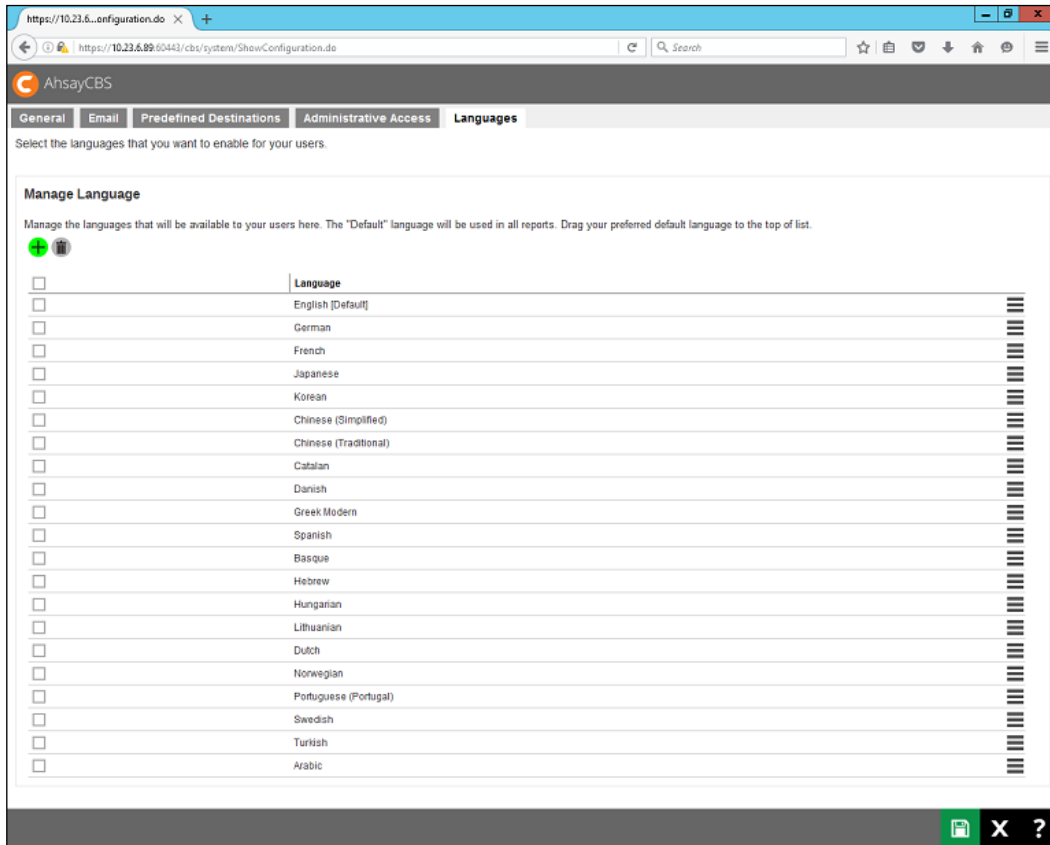 https://10.23.6...onfiguration.do
https://10.23.6.89:60443/cbs/system/ShowConfiguration.do Search
AhsayCBS
General Email Predefined Destinations Administrative Access Languages
Select the languages that you want to enable for your users.
Manage Language
Manage the languages that will be available to your users here. The "Default" language will be used in all reports. Drag your preferred default language to the top of list.
Language
English [Default]
German
French
Japanese
Korean
Chinese (Simplified)
Chinese (Traditional)
Catalan
Danish
Greek Modern
Spanish
Basque
Hebrew
Hungarian
Lithuanian
Dutch
Norwegian
Portuguese (Portugal)
Swedish
Turkish
Arabic
X ?